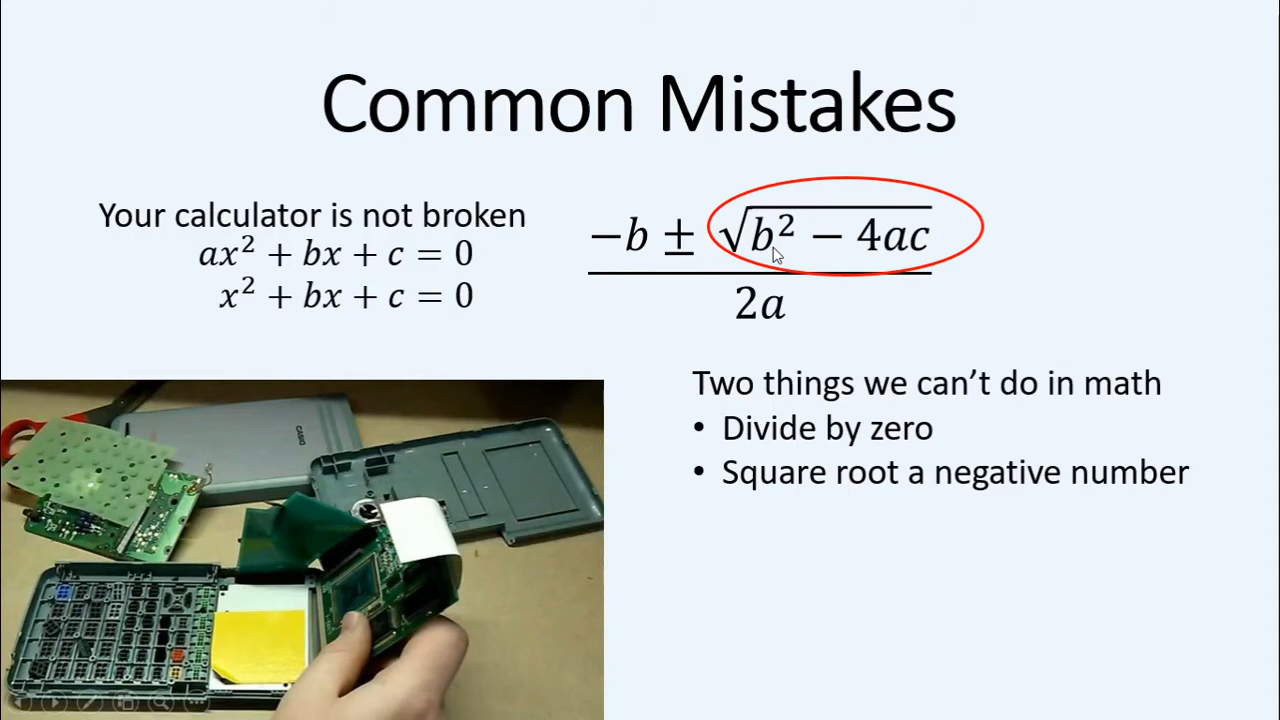 Common Mistakes
Your calculator is not broken
ax² + bx + c = 0
x² + bx + c = 0
−b ± √(b² − 4ac)
2a
Two things we can’t do in math
• Divide by zero
• Square root a negative number
CASIO